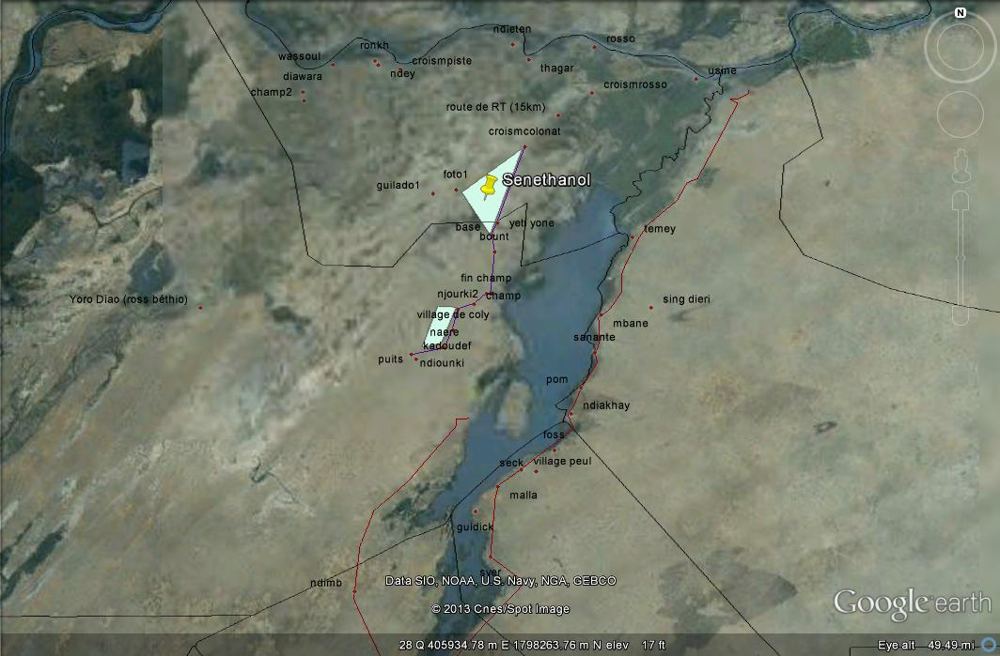 N
ndieten
rosso
ronkh
wassoul
croismpiste
thagar
usine
diawara
ndey
croismrosso
champ2
route de RT (15km)
croismcolonat
foto1
Senethanol
guilado1
base
yeti yone
temey
bount
fin champ
njourki2
champ
Yoro Diao (ross béthio)
sing dieri
village de coly
mbane
naere
sanante
kadoudef
puits
ndiounki
pom
ndiakhay
foss
seck
village peul
malla
guidick
syer
ndimb
Data SIO, NOAA, U.S. Navy, NGA, GEBCO
© 2013 Cnes/Spot Image
Google earth
28 Q 405934.78 m E 1798263.76 m N elev 17 ft
Eye alt 49.49 mi